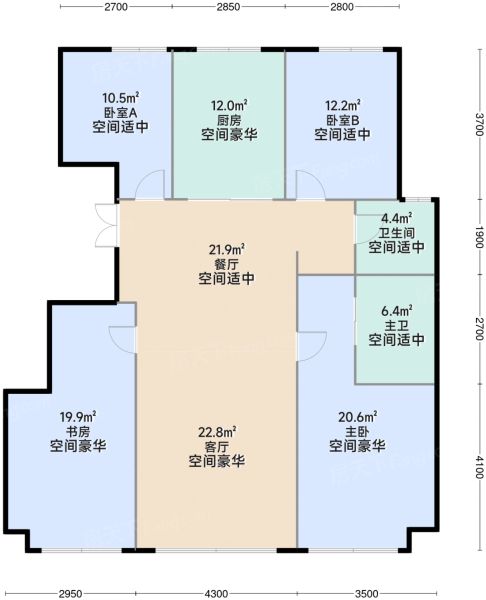 2700
2850
2800
10.5㎡
卧室A
空间适中
12.0㎡
厨房
空间豪华
12.2㎡
卧室B
空间适中
3700
4.4㎡
卫生间
空间适中
1900
21.9㎡
餐厅
空间适中
6.4㎡
主卫
空间适中
2700
19.9㎡
书房
空间豪华
22.8㎡
客厅
空间豪华
20.6㎡
主卧
空间豪华
4100
2950
4300
3500